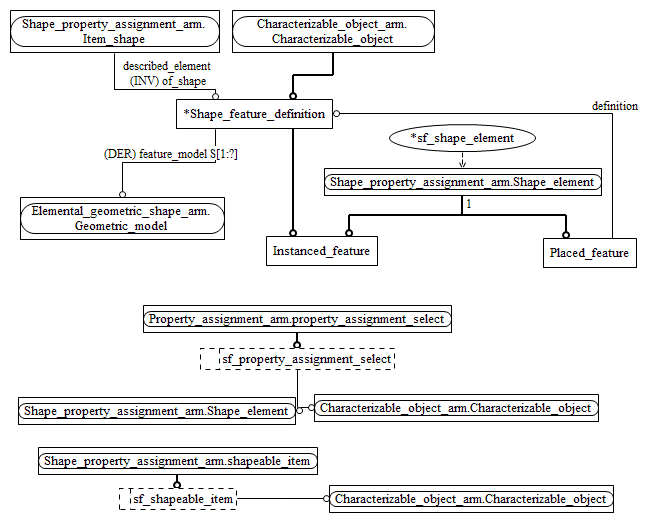 Shape_property_assignment_arm.
Item_shape
Characterizable_object_arm.
Characterizable_object
described_element
(INV) of_shape
*Shape_feature_definition
definition
*sf_shape_element
(DER) feature_model S[1:?]
Shape_property_assignment_arm.Shape_element
1
Elemental_geometric_shape_arm.
Geometric_model
Instanced_feature
Placed_feature
Property_assignment_arm.property_assignment_select
sf_property_assignment_select
Shape_property_assignment_arm.Shape_element
Characterizable_object_arm.Characterizable_object
Shape_property_assignment_arm.shapeable_item
sf_shapeable_item
Characterizable_object_arm.Characterizable_object